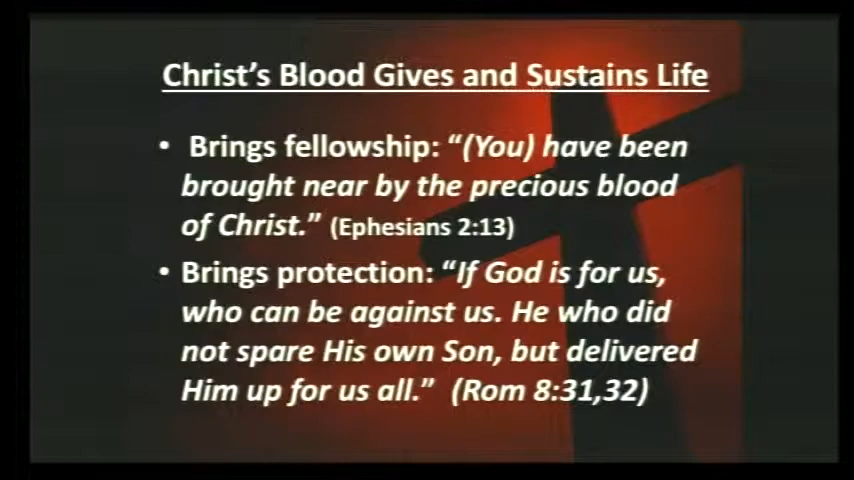 Christ's Blood Gives and Sustains Life
• Brings fellowship: “(You) have been
brought near by the precious blood
of Christ.” (Ephesians 2:13)
• Brings protection: “If God is for us,
who can be against us. He who did
not spare His own Son, but delivered
Him up for us all.” (Rom 8:31,32)